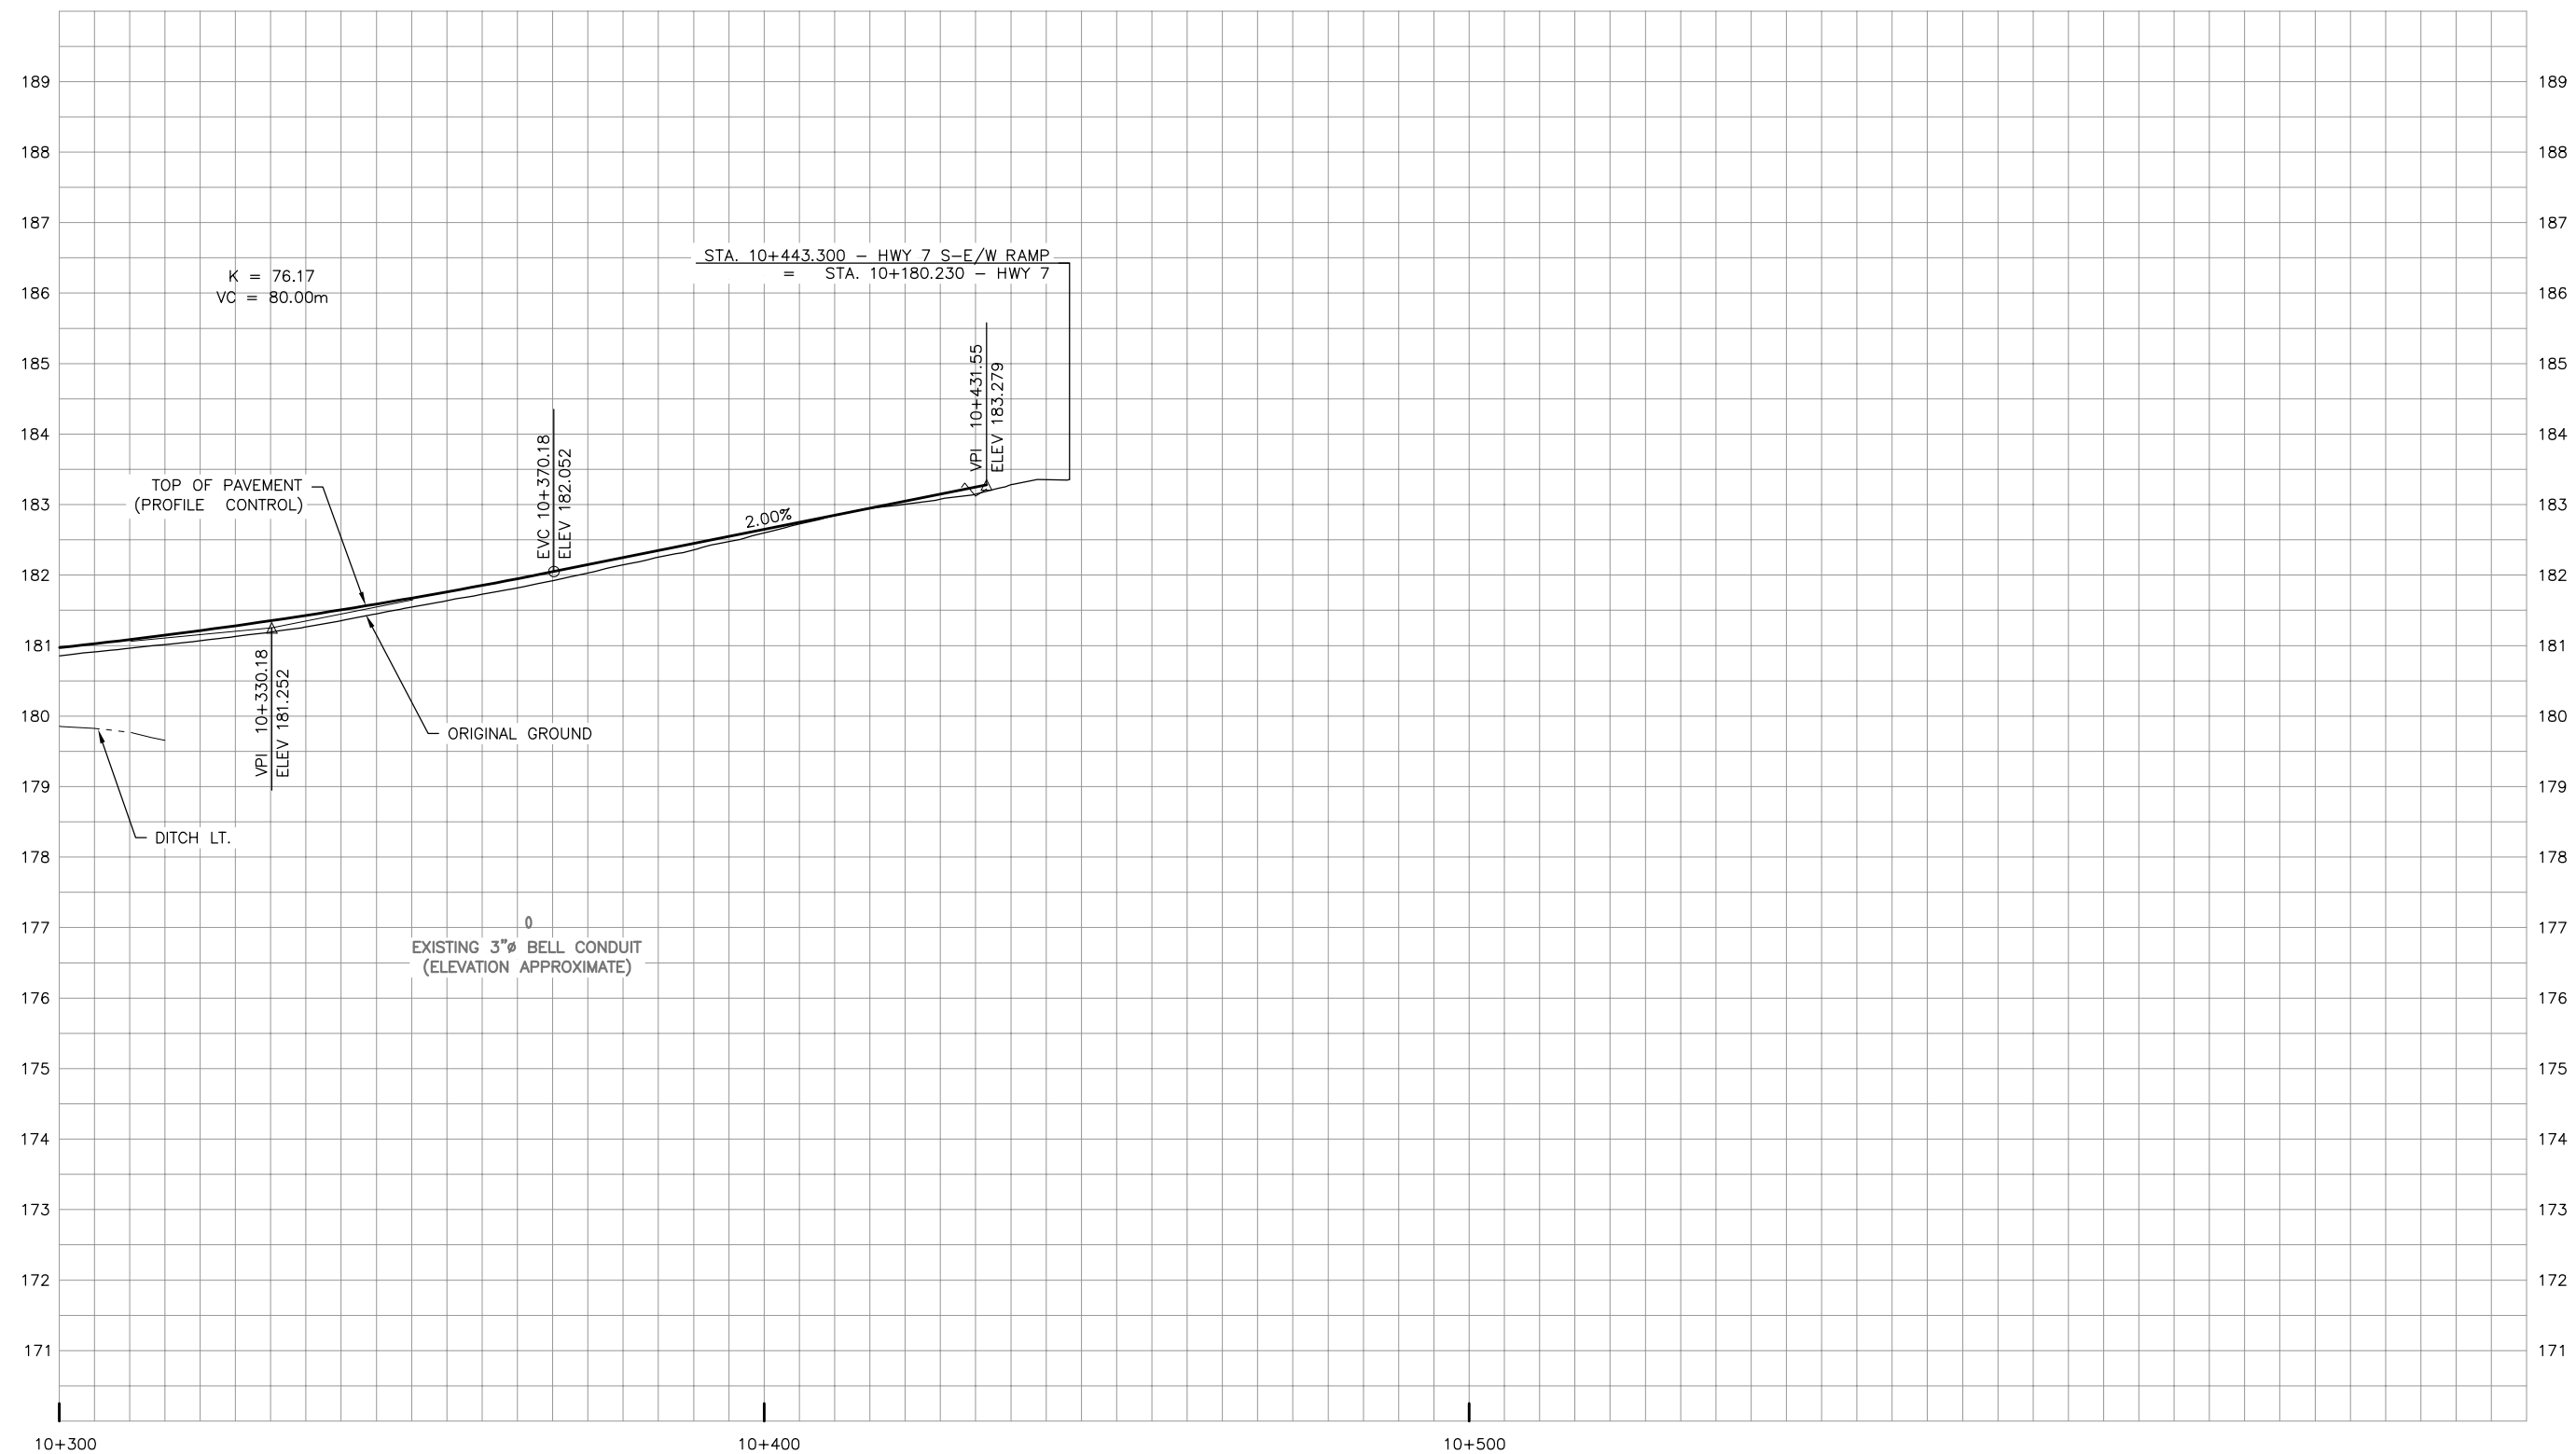 189 189
188 188
187 187
STA. 10+443.300 - HWY 7 S-E/W RAMP
= STA. 10+180.230 - HWY 7
K = 76.17
VC = 80.00m
186 186
185 185
VPI 10+431.55
ELEV 183.279
184 184
EVC 10+370.18
ELEV 182.052
TOP OF PAVEMENT
(PROFILE CONTROL)
183 183
2.00%
182 182
181 181
VPI 10+330.18
ELEV 181.252
180 180
ORIGINAL GROUND
179 179
DITCH LT.
178 178
177 177
EXISTING 3"ø BELL CONDUIT
(ELEVATION APPROXIMATE)
176 176
175 175
174 174
173 173
172 172
171 171
10+300 10+400 10+500